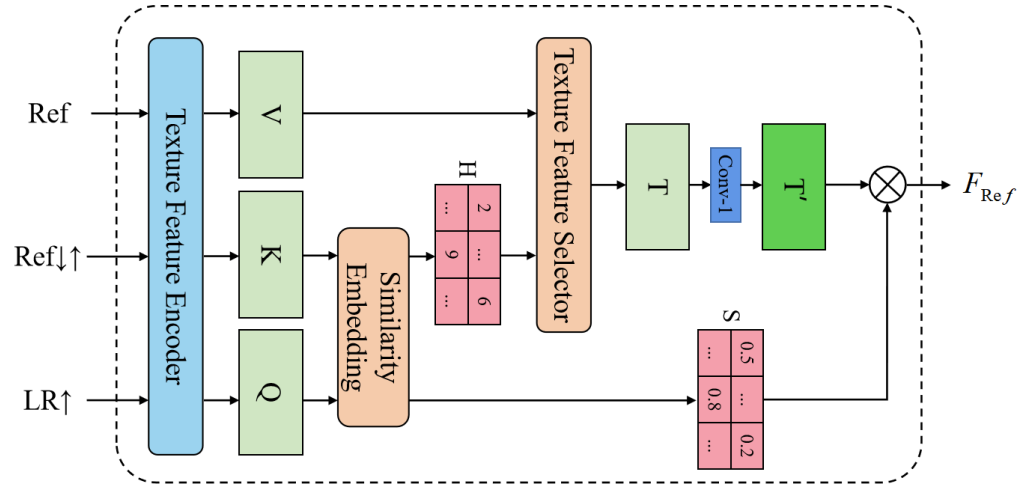 Ref
Ref↓↑
LR↑
Texture Feature Encoder
V
K
Q
Similarity
Embedding
H
2 ... 6
... 9 ...
Texture Feature Selector
T
Conv-1
T′
S
0.5 ... 0.2
... 0.8 ...
F_Ref